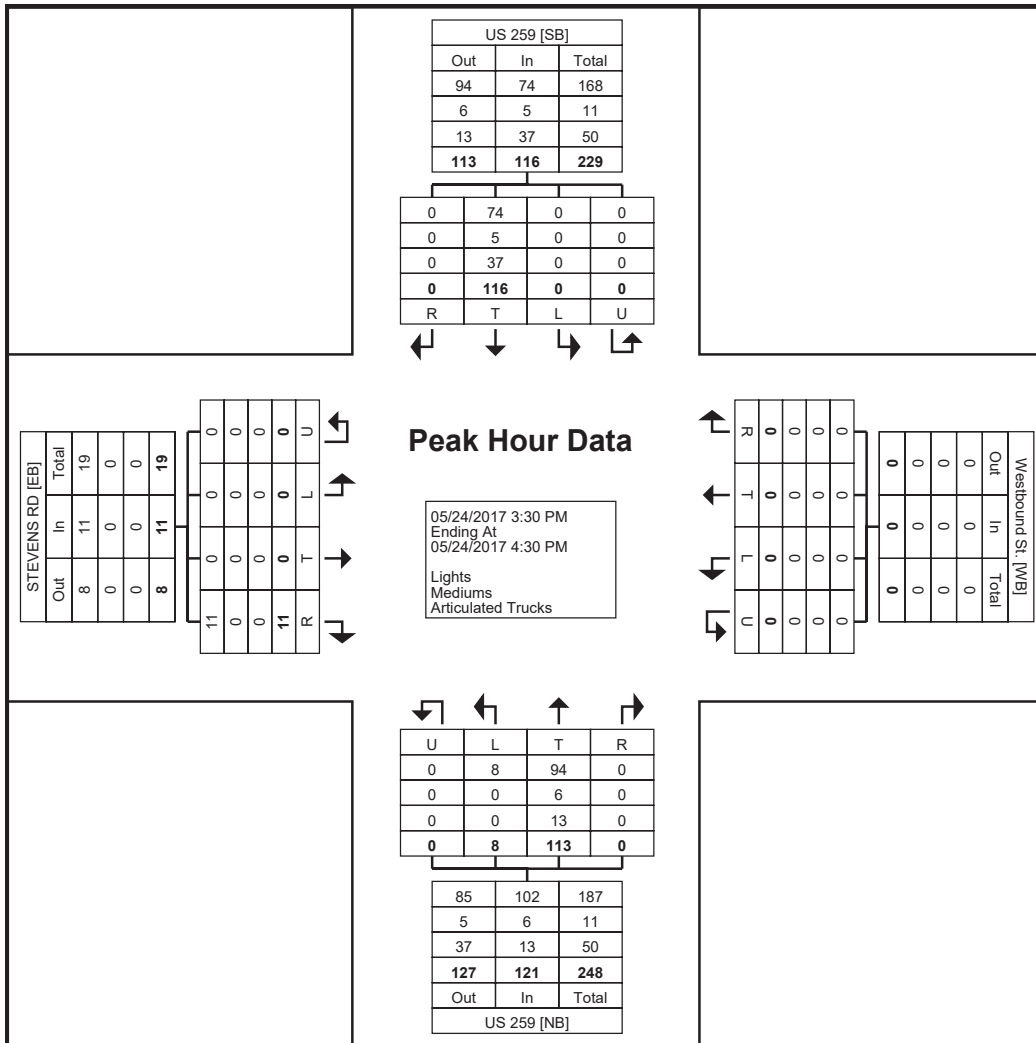 US 259 [SB]
Out In Total
94 74 168
6 5 11
13 37 50
113 116 229
0 74 0 0
0 5 0 0
0 37 0 0
0 116 0 0
R T L U
STEVENS RD [EB]
Total In Out
19 11 8
0 0 0
0 0 0
19 11 8
0 0 0 11
0 0 0 0
0 0 0 0
0 0 0 11
U L T R
Peak Hour Data
05/24/2017 3:30 PM
Ending At
05/24/2017 4:30 PM
Lights
Mediums
Articulated Trucks
Westbound St. [WB]
Out In Total
0 0 0
0 0 0
0 0 0
0 0 0
0 0 0 0
0 0 0 0
0 0 0 0
0 0 0 0
R T L U
U L T R
0 8 94 0
0 0 6 0
0 0 13 0
0 8 113 0
85 102 187
5 6 11
37 13 50
127 121 248
Out In Total
US 259 [NB]